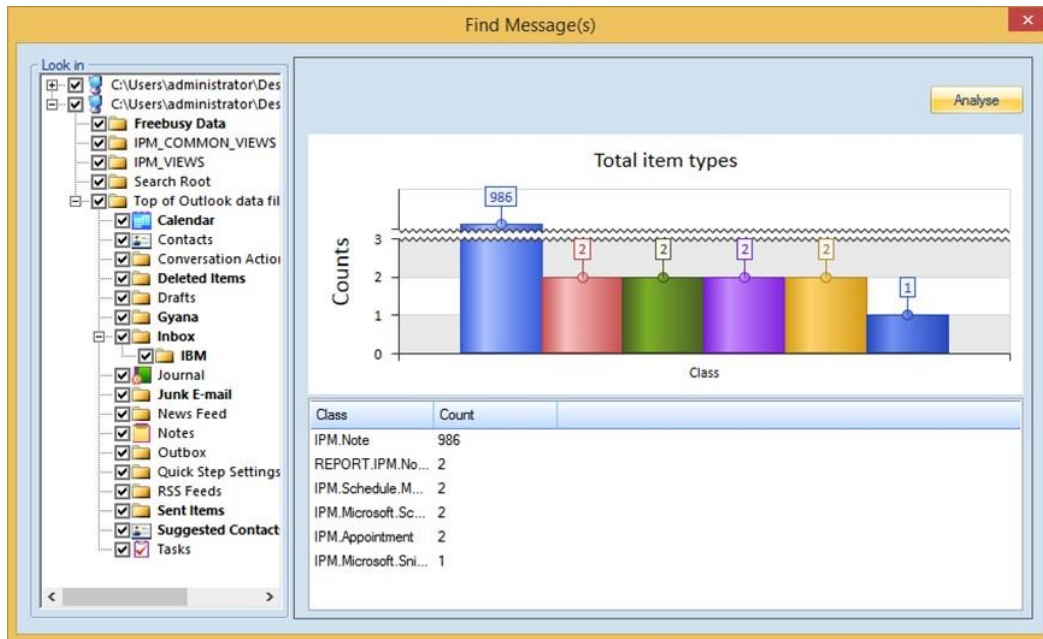 Find Message(s)
Look in
C:\Users\administrator\Des
C:\Users\administrator\Des
Freebusy Data
IPM_COMMON_VIEWS
IPM_VIEWS
Search Root
Top of Outlook data fil
Calendar
Contacts
Conversation Action
Deleted Items
Drafts
Gyana
Inbox
IBM
Journal
Junk E-mail
News Feed
Notes
Outbox
Quick Step Settings
RSS Feeds
Sent Items
Suggested Contact
Tasks
Analyse
Total item types
Counts
986
3
2 2 2 2
2
1
1
0
Class
Class Count
IPM.Note 986
REPORT.IPM.No... 2
IPM.Schedule.M... 2
IPM.Microsoft.Sc... 2
IPM.Appointment 2
IPM.Microsoft.Sni... 1